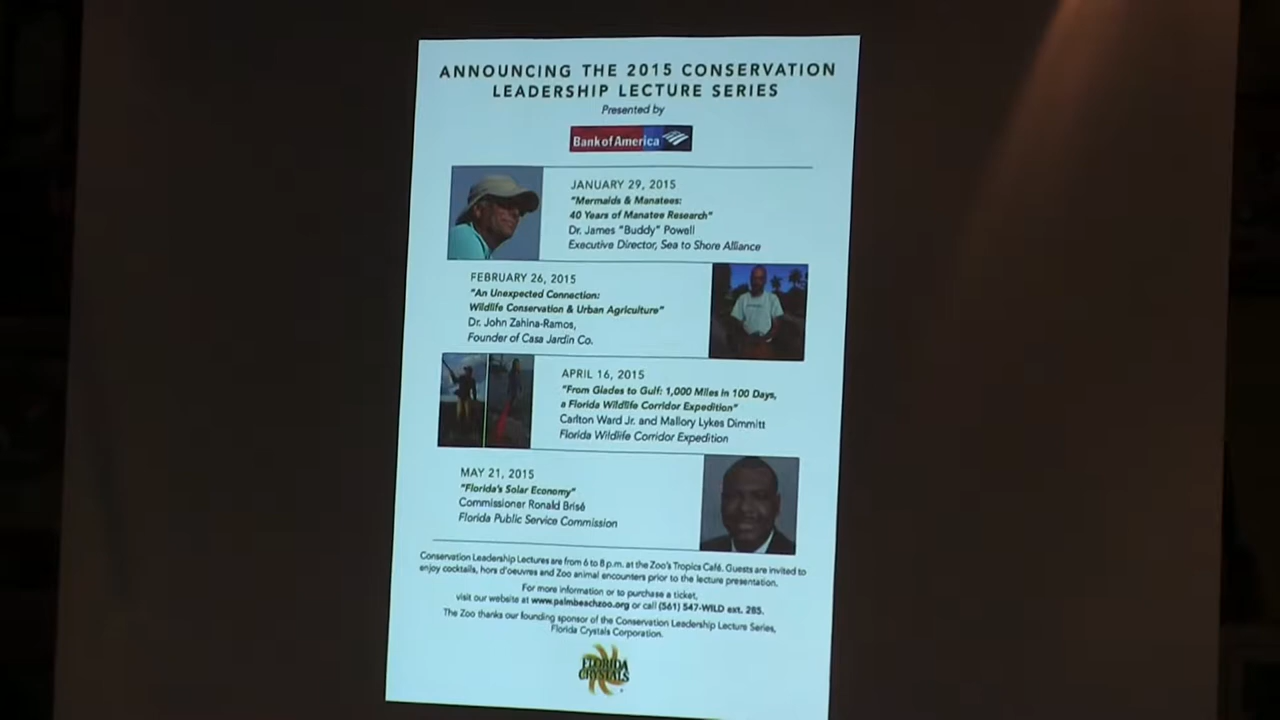 ANNOUNCING THE 2015 CONSERVATION
LEADERSHIP LECTURE SERIES
Presented by
Bank of America
JANUARY 29, 2015
"Mermaids & Manatees:
40 Years of Manatee Research"
Dr. James "Buddy" Powell
Executive Director, Sea to Shore Alliance
FEBRUARY 26, 2015
"An Unexpected Connection:
Wildlife Conservation & Urban Agriculture"
Dr. John Zahina-Ramos,
Founder of Casa Jardin Co.
APRIL 16, 2015
"From Glades to Gulf: 1,000 Miles in 100 Days,
a Florida Wildlife Corridor Expedition"
Carlton Ward Jr. and Mallory Lykes Dimmitt
Florida Wildlife Corridor Expedition
MAY 21, 2015
"Florida's Solar Economy"
Commissioner Ronald Brisé
Florida Public Service Commission
Conservation Leadership Lectures are from 6 to 8 p.m. at the Zoo's Tropics Café. Guests are invited to
enjoy cocktails, hors d'oeuvres and Zoo animal encounters prior to the lecture presentation.
For more information or to purchase a ticket,
visit our website at www.palmbeachzoo.org or call (561) 547-WILD ext. 285.
The Zoo thanks our founding sponsor of the Conservation Leadership Lecture Series,
Florida Crystals Corporation.
FLORIDA
CRYSTALS